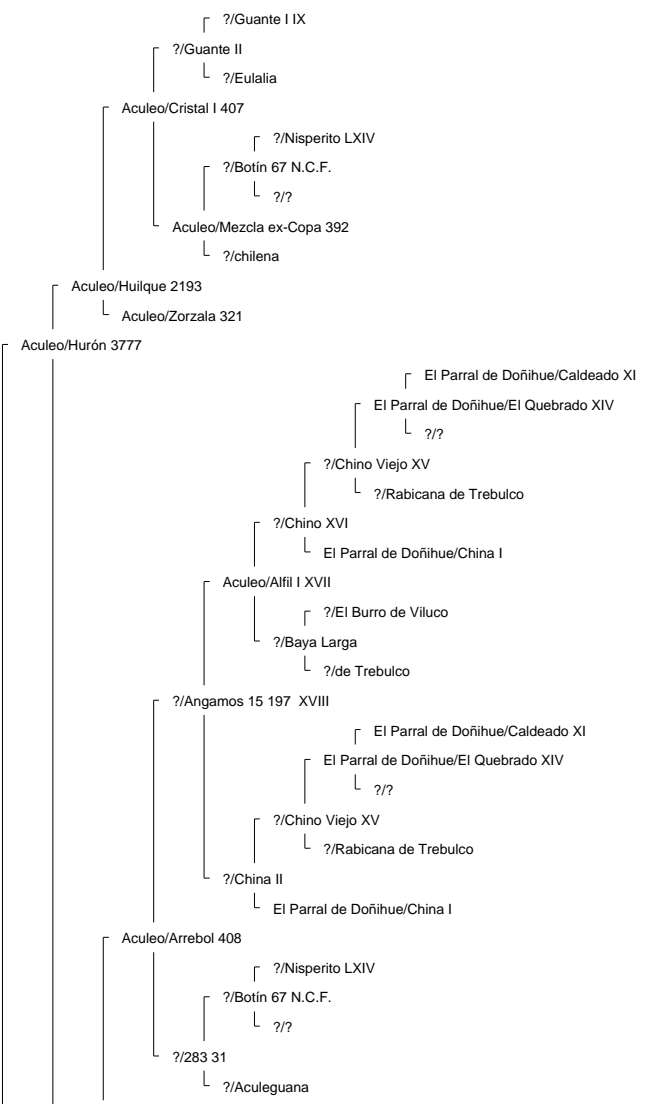 ?/Guante I IX
?/Guante II
?/Eulalia
Aculeo/Cristal I 407
?/Nisperito LXIV
?/Botín 67 N.C.F.
?/?
Aculeo/Mezcla ex-Copa 392
?/chilena
Aculeo/Huilque 2193
Aculeo/Zorzala 321
Aculeo/Hurón 3777
El Parral de Doñihue/Caldeado XI
El Parral de Doñihue/El Quebrado XIV
?/?
?/Chino Viejo XV
?/Rabicana de Trebulco
?/Chino XVI
El Parral de Doñihue/China I
Aculeo/Alfil I XVII
?/El Burro de Viluco
?/Baya Larga
?/de Trebulco
?/Angamos 15 197 XVIII
El Parral de Doñihue/Caldeado XI
El Parral de Doñihue/El Quebrado XIV
?/?
?/Chino Viejo XV
?/Rabicana de Trebulco
?/China II
El Parral de Doñihue/China I
Aculeo/Arrebol 408
?/Nisperito LXIV
?/Botín 67 N.C.F.
?/?
?/283 31
?/Aculeguana